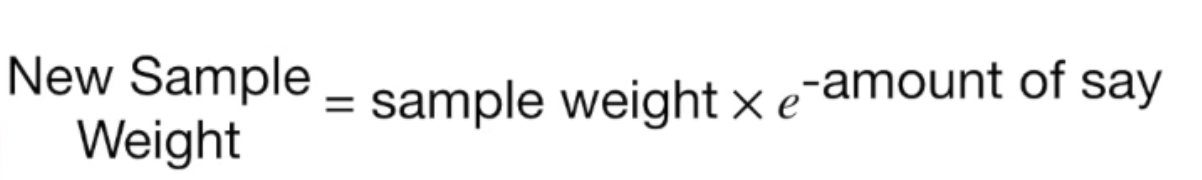 New Sample
Weight
= sample weight × e^-amount of say